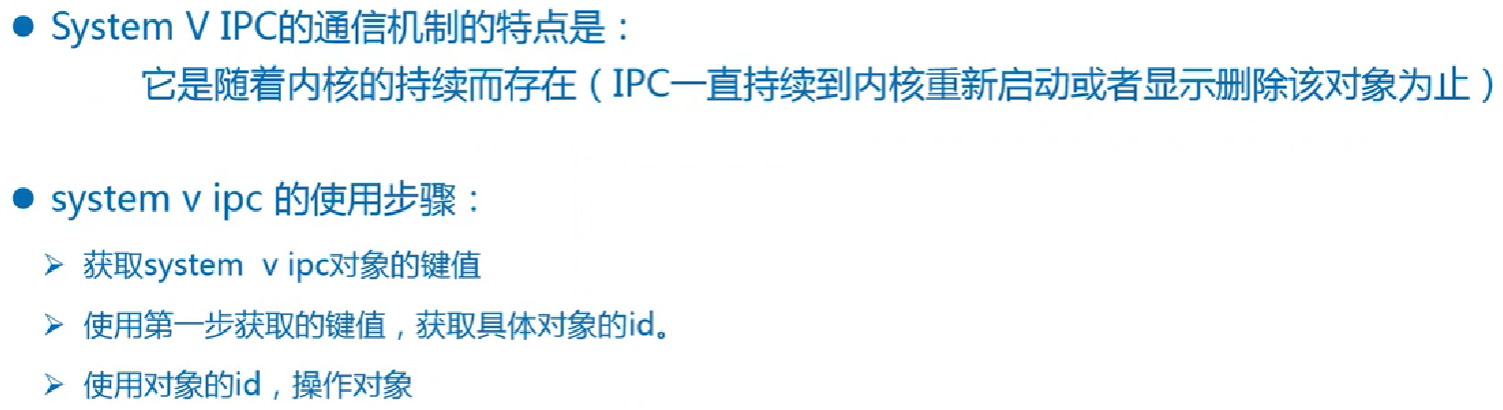 ● System V IPC的通信机制的特点是：
它是随着内核的持续而存在（IPC一直持续到内核重新启动或者显示删除该对象为止）
● system v ipc 的使用步骤：
➢ 获取system v ipc对象的键值
➢ 使用第一步获取的键值，获取具体对象的id。
➢ 使用对象的id，操作对象